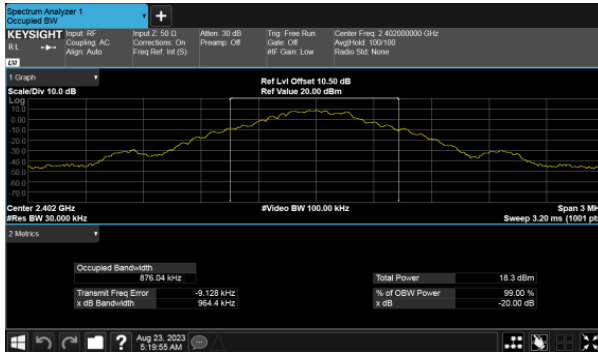 Spectrum Analyzer 1
Occupied BW
+
KEYSIGHT Input: RF Input Z: 50 Ω Atten: 30 dB Trig: Free Run Center Freq: 2.402000000 GHz
RL Coupling: AC Corrections: On Preamp: Off Gate: Off Avg|Hold: 100/100
Align: Auto Freq Ref: Int (S) #IF Gain: Low Radio Std: None
1 Graph
Scale/Div 10.0 dB Ref Lvl Offset 10.50 dB
Ref Value 20.00 dBm
Log
10.0
0.00
-10.0
-20.0
-30.0
-40.0
-50.0
-60.0
-70.0
Center 2.402 GHz #Video BW 100.00 kHz Span 3 MH
#Res BW 30.000 kHz Sweep 3.20 ms (1001 pts
2 Metrics
Occupied Bandwidth
876.04 kHz Total Power 18.3 dBm
Transmit Freq Error -9.128 kHz % of OBW Power 99.00 %
x dB Bandwidth 964.4 kHz x dB -20.00 dB
? Aug 23, 2023
5:19:55 AM